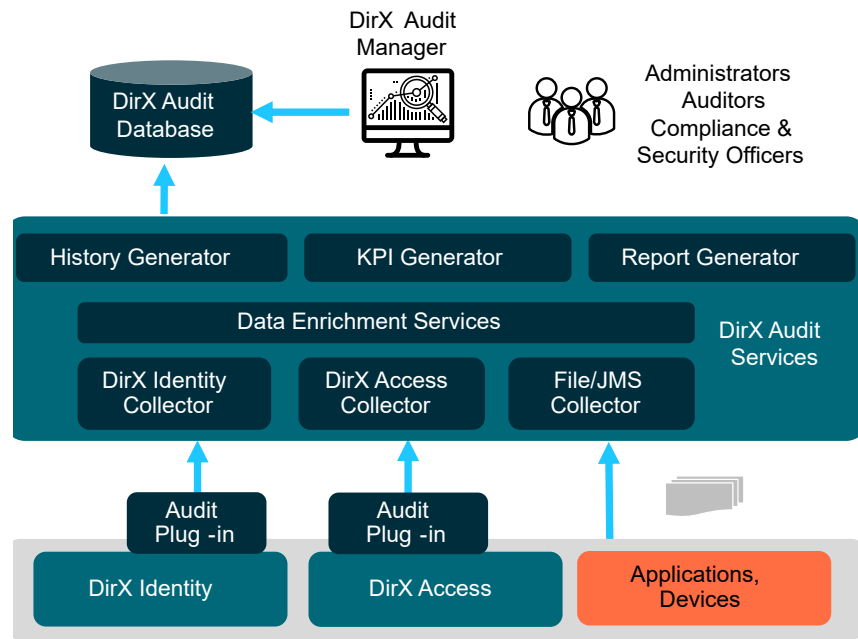 DirX Audit
Manager
DirX Audit
Database
Administrators
Auditors
Compliance &
Security Officers
History Generator
KPI Generator
Report Generator
Data Enrichment Services
DirX Audit
Services
DirX Identity
Collector
DirX Access
Collector
File/JMS
Collector
Audit
Plug -in
Audit
Plug -in
DirX Identity
DirX Access
Applications,
Devices